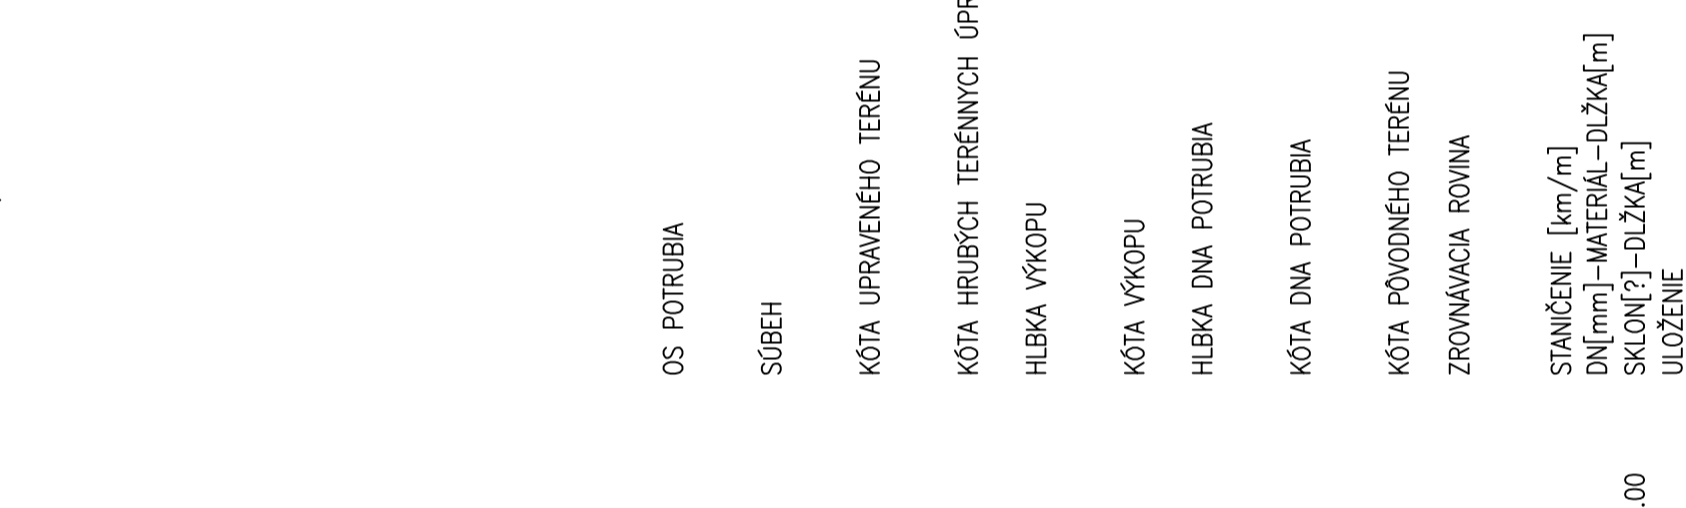 OS POTRUBIA
SÚBEH
KÓTA UPRAVENÉHO TERÉNU
KÓTA HRUBÝCH TERÉNNYCH
HLBKA VÝKOPU
KÓTA VÝKOPU
HLBKA DNA POTRUBIA
KÓTA DNA POTRUBIA
KÓTA PÔVODNÉHO TERÉNU
ZROVNÁVACIA ROVINA
STANIČENIE [km/m]
DN[mm]–MATERIÁL–DLŽKA[m]
.00 SKLON[?]–DLŽKA[m]
ULOŽENIE